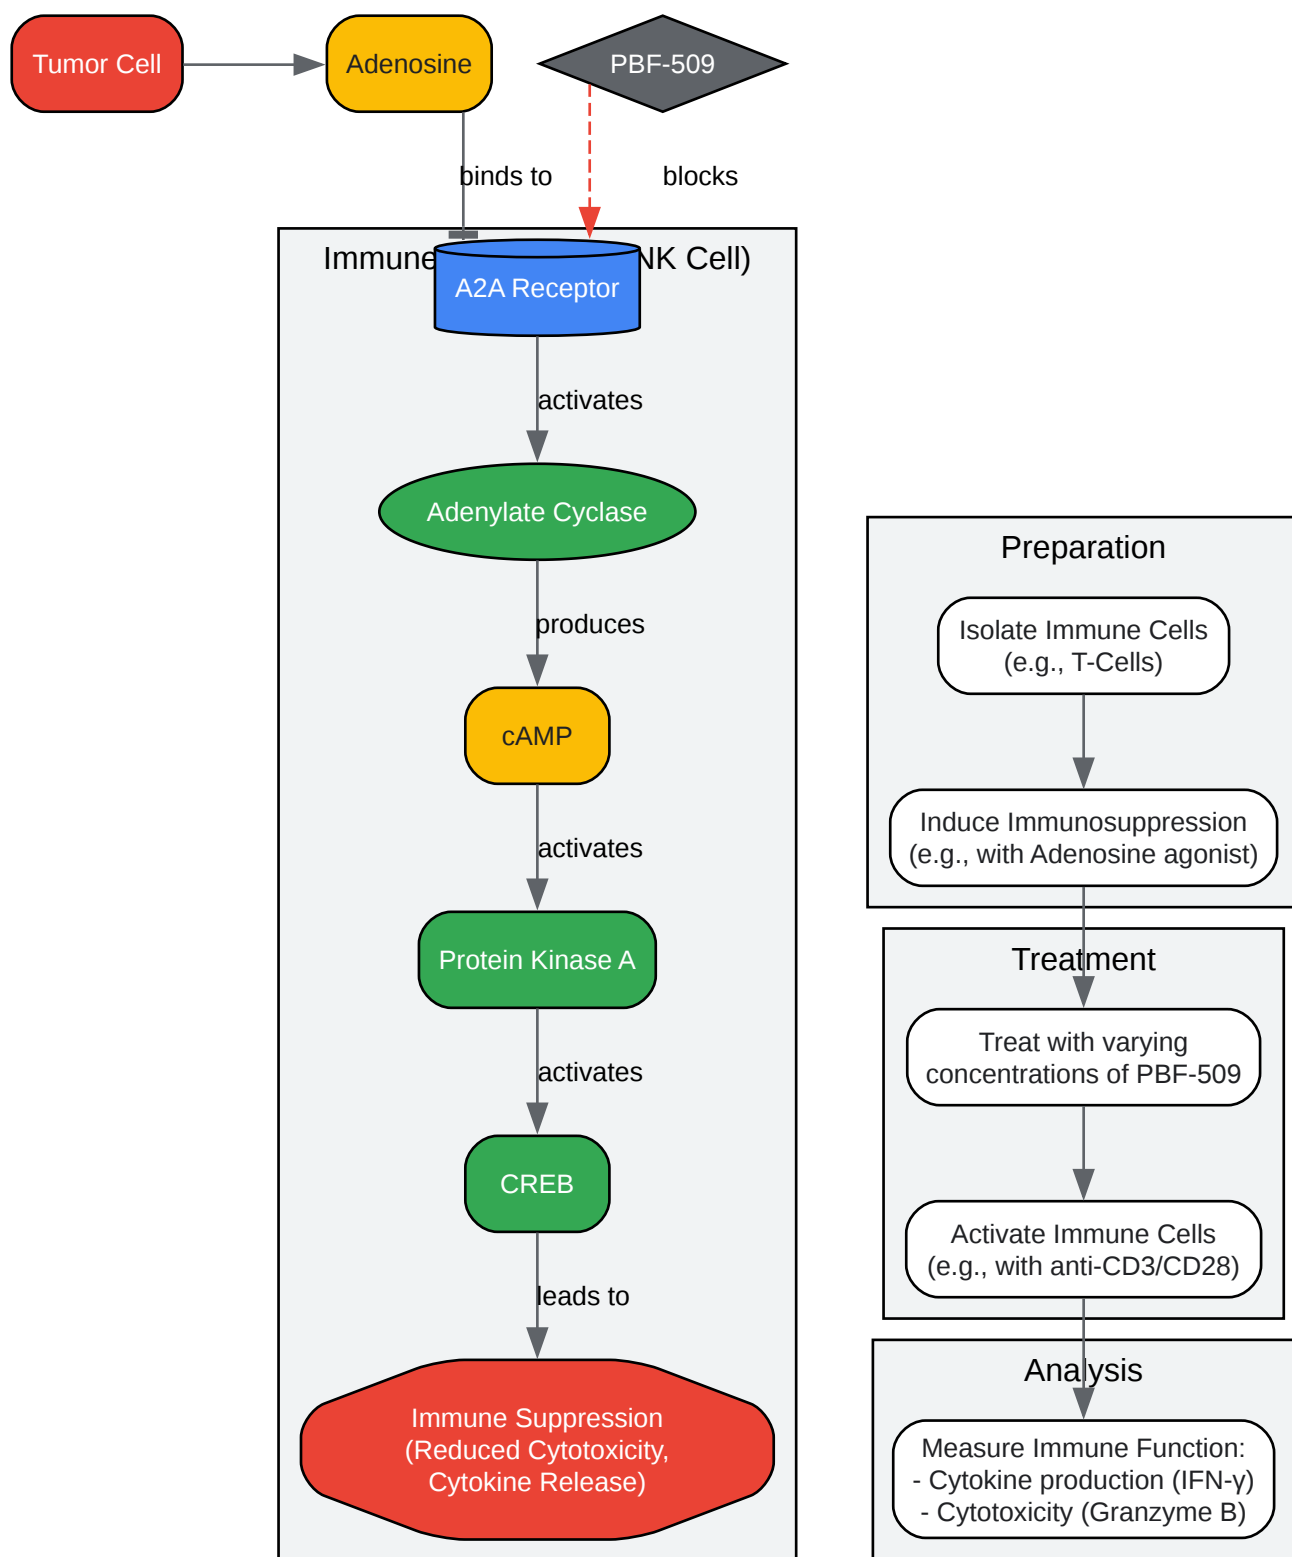 Tumor Cell
Adenosine
PBF-509
binds to
blocks
Immune NK Cell)
A2A Receptor
activates
Adenylate Cyclase
produces
cAMP
activates
Protein Kinase A
activates
CREB
leads to
Immune Suppression
(Reduced Cytotoxicity,
Cytokine Release)
Preparation
Isolate Immune Cells
(e.g., T-Cells)
Induce Immunosuppression
(e.g., with Adenosine agonist)
Treatment
Treat with varying
concentrations of PBF-509
Activate Immune Cells
(e.g., with anti-CD3/CD28)
Analysis
Measure Immune Function:
- Cytokine production (IFN-γ)
- Cytotoxicity (Granzyme B)